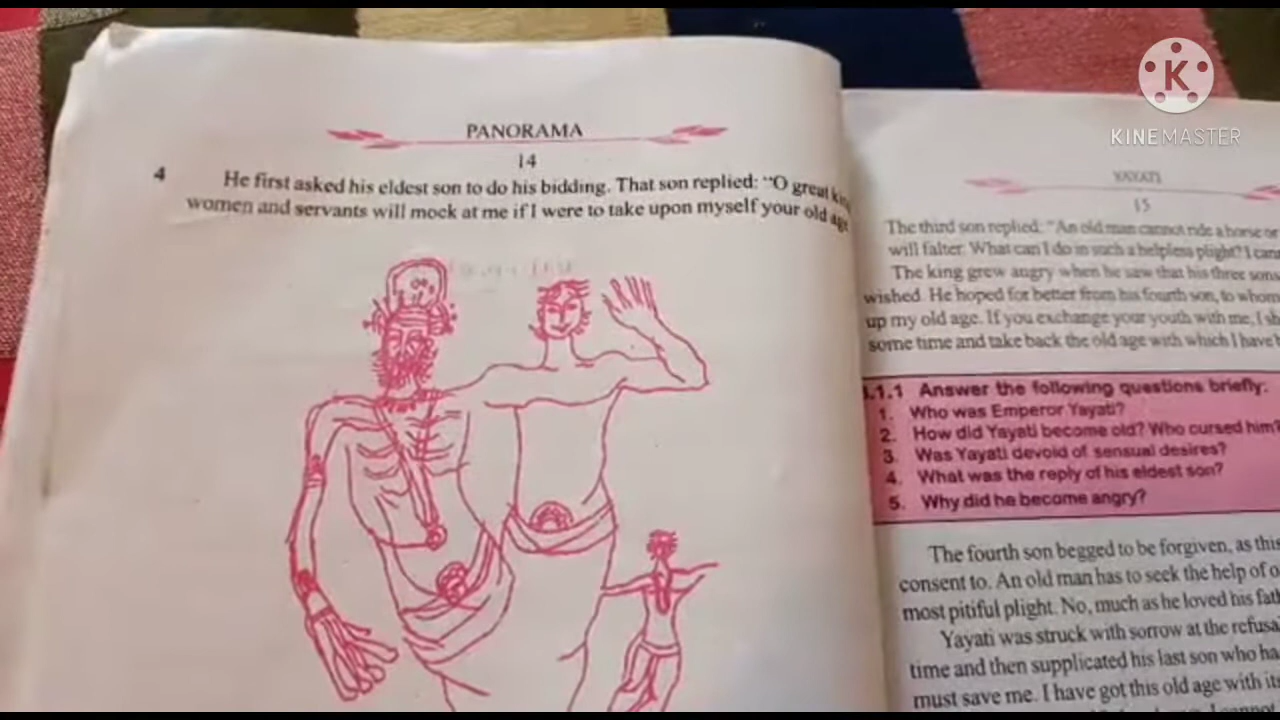 PANORAMA
14
4 He first asked his eldest son to do his bidding. That son replied: "O great
women and servants will mock at me if I were to take upon myself your old age
K
KINEMASTER
YAYATI
15
The third son replied: "An old man cannot ride a horse or
will falter. What can I do in such a helpless plight? I
The king grew angry when he saw that his three sons
wished. He hoped for better from his fourth son, to whom
up my old age. If you exchange your youth with me, I
some time and take back the old age with which I have
.1.1 Answer the following questions briefly:
1. Who was Emperor Yayati?
2. How did Yayati become old? Who cursed him?
3. Was Yayati devoid of sensual desires?
4. What was the reply of his eldest son?
5. Why did he become angry?
The fourth son begged to be forgiven, as this
consent to. An old man has to seek the help of
most pitiful plight. No, much as he loved his
Yayati was struck with sorrow at the
time and then supplicated his last son who
must save me. I have got this old age with